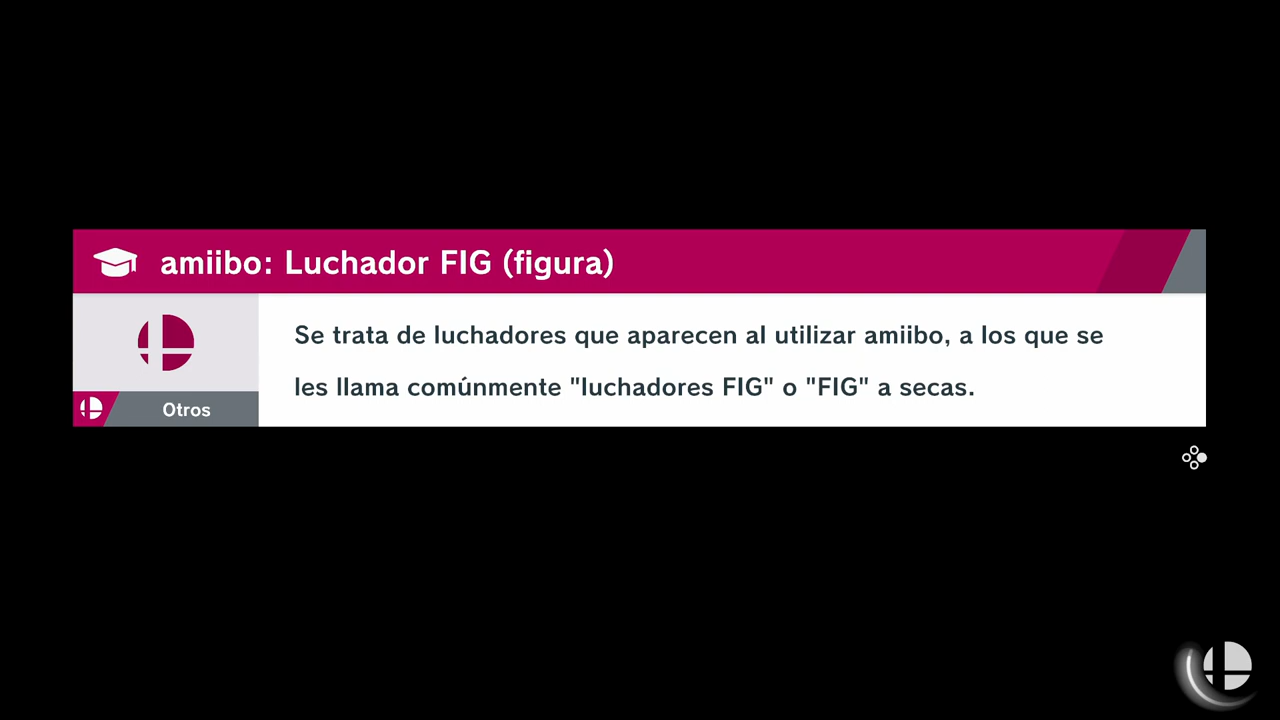 amiibo: Luchador FIG (figura)
Se trata de luchadores que aparecen al utilizar amiibo, a los que se
les llama comúnmente "luchadores FIG" o "FIG" a secas.
Otros